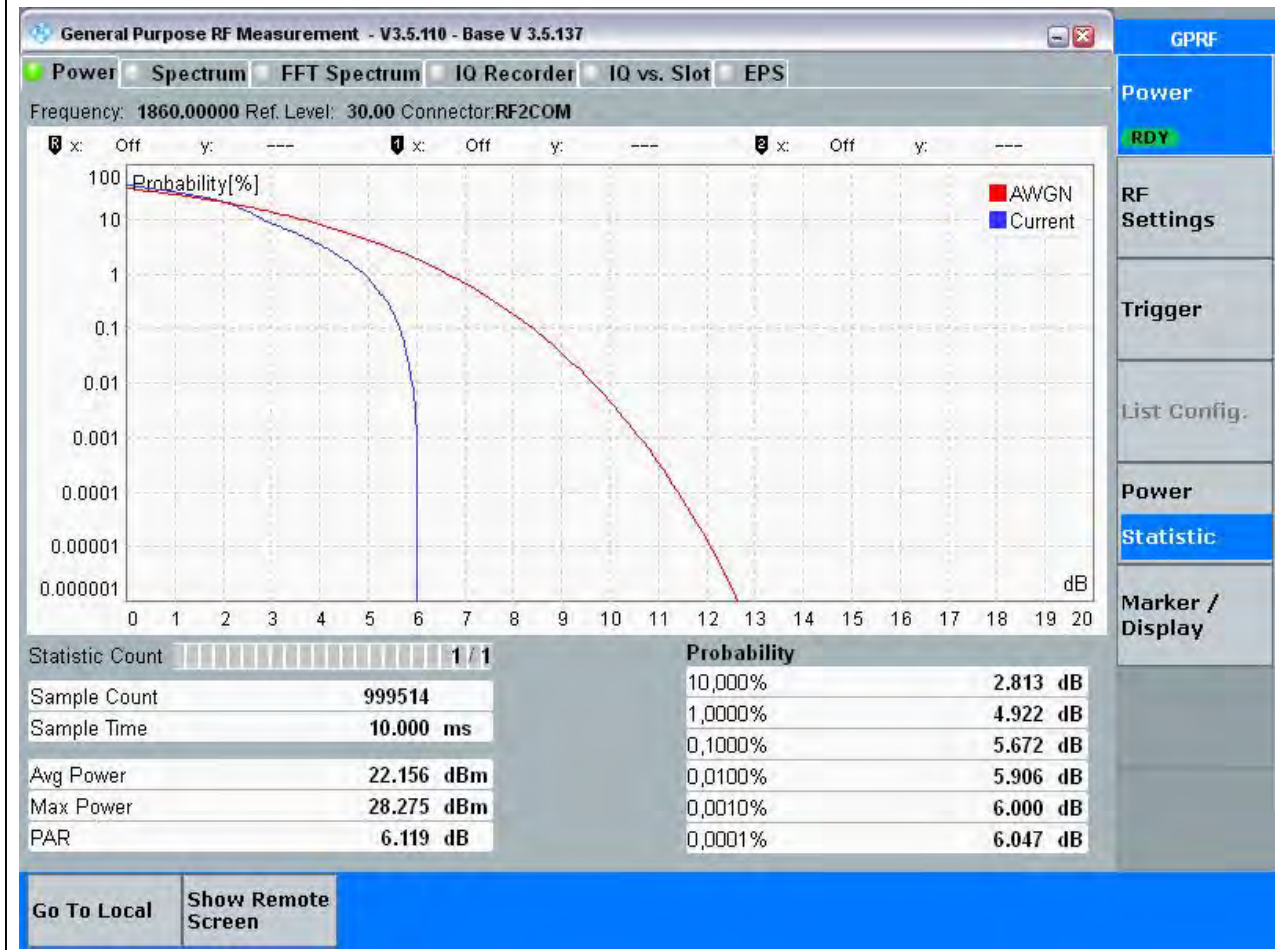 General Purpose RF Measurement - V3.5.110 - Base V 3.5.137
GPRF
Power Spectrum FFT Spectrum IQ Recorder IQ vs. Slot EPS
Frequency: 1860.00000 Ref. Level: 30.00 Connector:RF2COM
R x: Off y: --- 1 x: Off y: --- 2 x: Off y: ---
Probability[%]
AWGN
Current
100
10
1
0.1
0.01
0.001
0.0001
0.00001
0.000001
dB
0 1 2 3 4 5 6 7 8 9 10 11 12 13 14 15 16 17 18 19 20
Statistic Count 1 / 1
Sample Count 999514
Sample Time 10.000 ms
Avg Power 22.156 dBm
Max Power 28.275 dBm
PAR 6.119 dB
Probability
10,000% 2.813 dB
1,0000% 4.922 dB
0,1000% 5.672 dB
0,0100% 5.906 dB
0,0010% 6.000 dB
0,0001% 6.047 dB
Power
RDY
RF
Settings
Trigger
List Config.
Power
Statistic
Marker /
Display
Go To Local
Show Remote
Screen